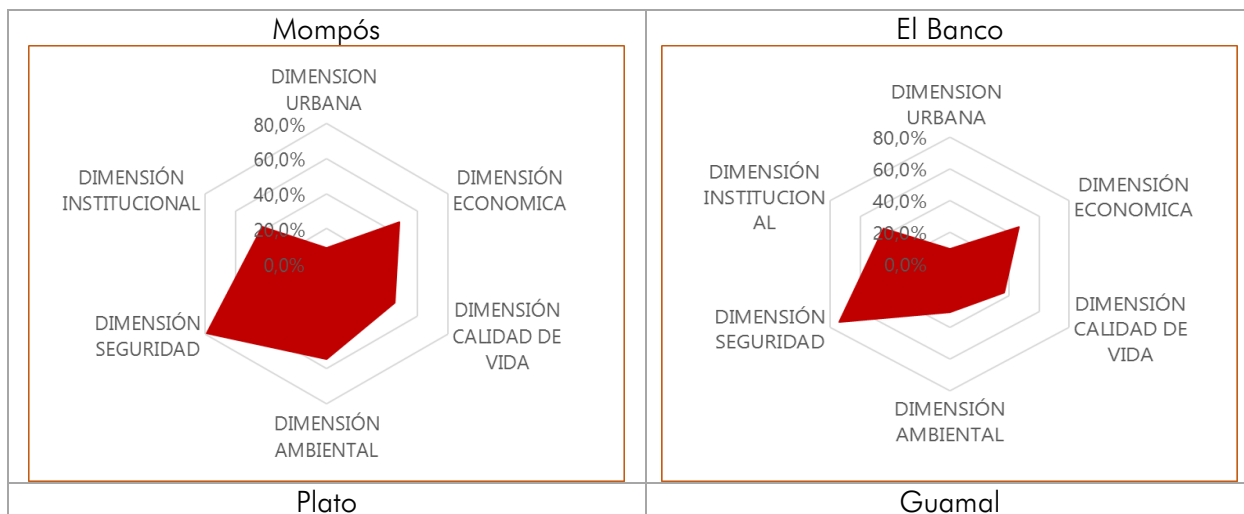 Mompós
DIMENSION
URBANA
80,0%
60,0%
40,0%
20,0%
0,0%
DIMENSIÓN
ECONOMICA
DIMENSIÓN
CALIDAD DE
VIDA
DIMENSIÓN
AMBIENTAL
DIMENSIÓN
SEGURIDAD
DIMENSIÓN
INSTITUCIONAL
El Banco
DIMENSION
URBANA
80,0%
60,0%
40,0%
20,0%
0,0%
DIMENSIÓN
ECONOMICA
DIMENSIÓN
CALIDAD DE
VIDA
DIMENSIÓN
AMBIENTAL
DIMENSIÓN
SEGURIDAD
DIMENSIÓN
INSTITUCION
AL
Plato
Guamal